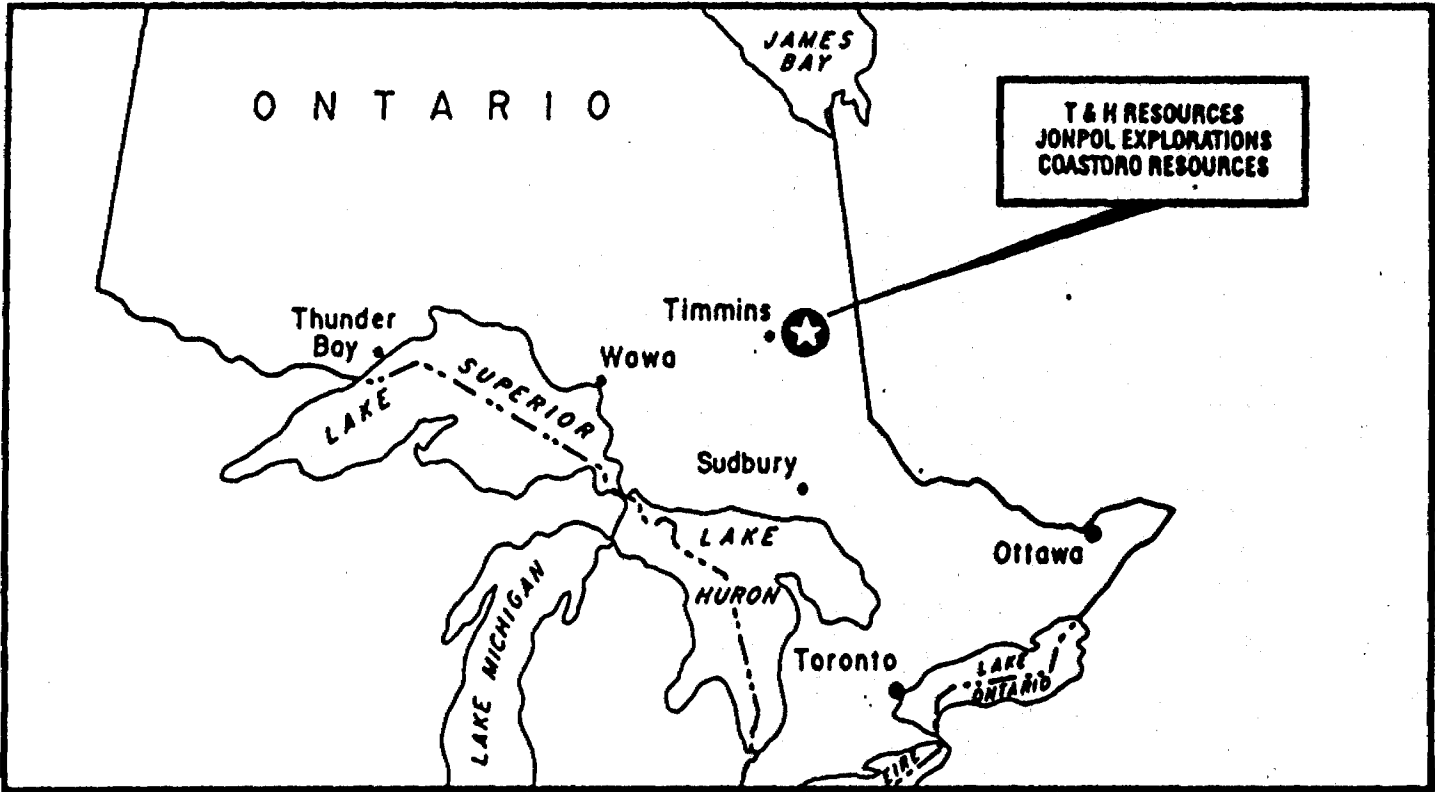 JAMES
BAY
ONTARIO
T & H RESOURCES
JONPOL EXPLORATIONS
COASTORO RESOURCES
Timmins
Thunder
Bay
Wawa
LAKE SUPERIOR
Sudbury
LAKE
HURON
Ottawa
LAKE MICHIGAN
Toronto
LAKE
ONTARIO
EIRE